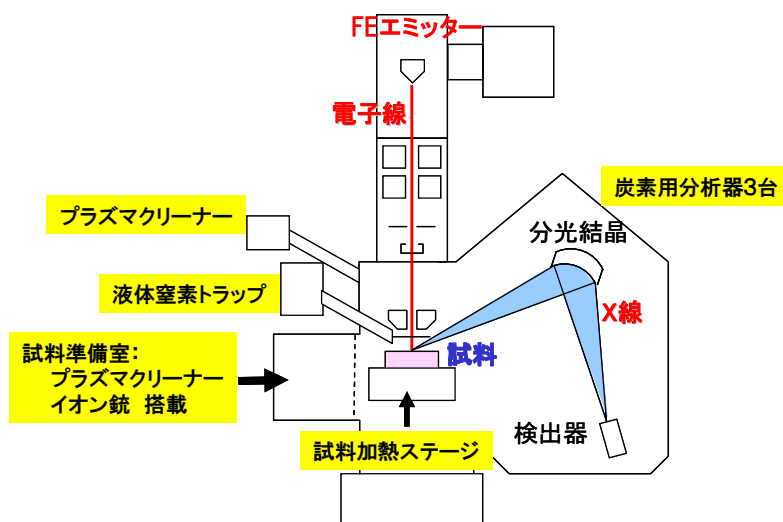 FEエミッター
電子線
炭素用分析器3台
プラズマクリーナー
分光結晶
液体窒素トラップ
X線
試料準備室：
プラズマクリーナー
イオン銃 搭載
試料
検出器
試料加熱ステージ